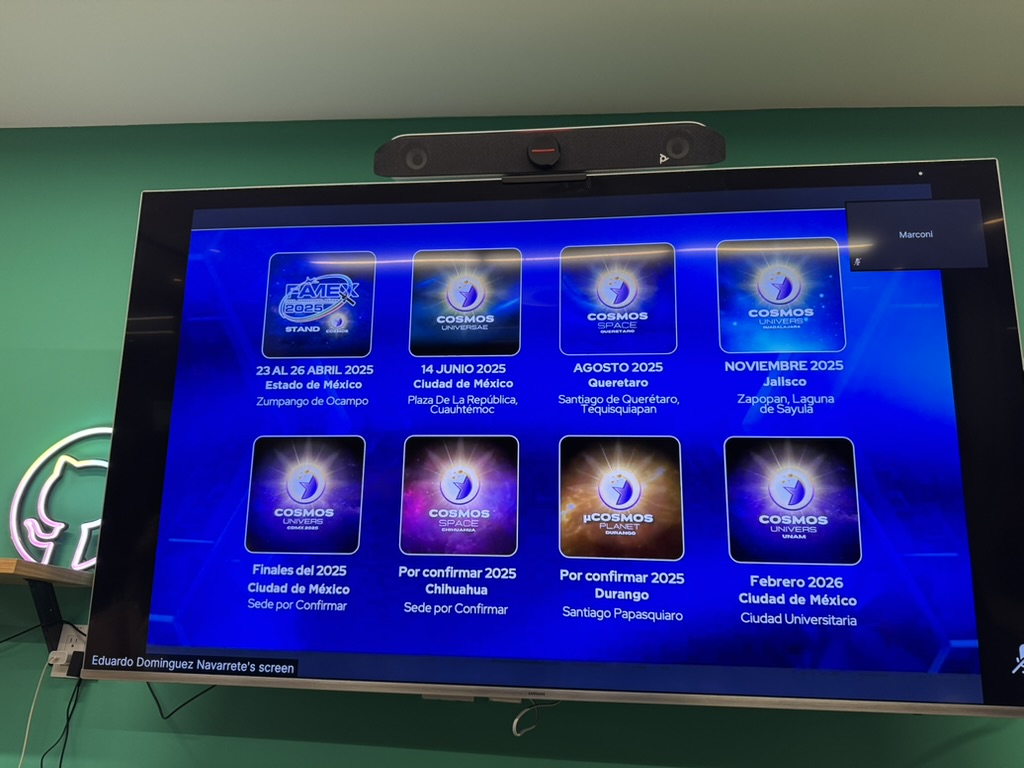 Marconi
FAMEX
2025
STAND
COSMOS
23 AL 26 ABRIL 2025
Estado de México
Zumpango de Ocampo
COSMOS
UNIVERSAE
14 JUNIO 2025
Ciudad de México
Plaza De La República,
Cuauhtémoc
COSMOS
SPACE
QUERETARO
AGOSTO 2025
Queretaro
Santiago de Querétaro,
Tequisquiapan
COSMOS
UNIVERS
GUADALAJARA
NOVIEMBRE 2025
Jalisco
Zapopan, Laguna
de Sayula
COSMOS
UNIVERS
CDMX 2025
Finales del 2025
Ciudad de México
Sede por Confirmar
COSMOS
SPACE
CHIHUAHUA
Por confirmar 2025
Chihuahua
Sede por Confirmar
µCOSMOS
PLANET
DURANGO
Por confirmar 2025
Durango
Santiago Papasquiaro
COSMOS
UNIVERS
UNAM
Febrero 2026
Ciudad de México
Ciudad Universitaria
Eduardo Dominguez Navarrete's screen
SAMSUNG